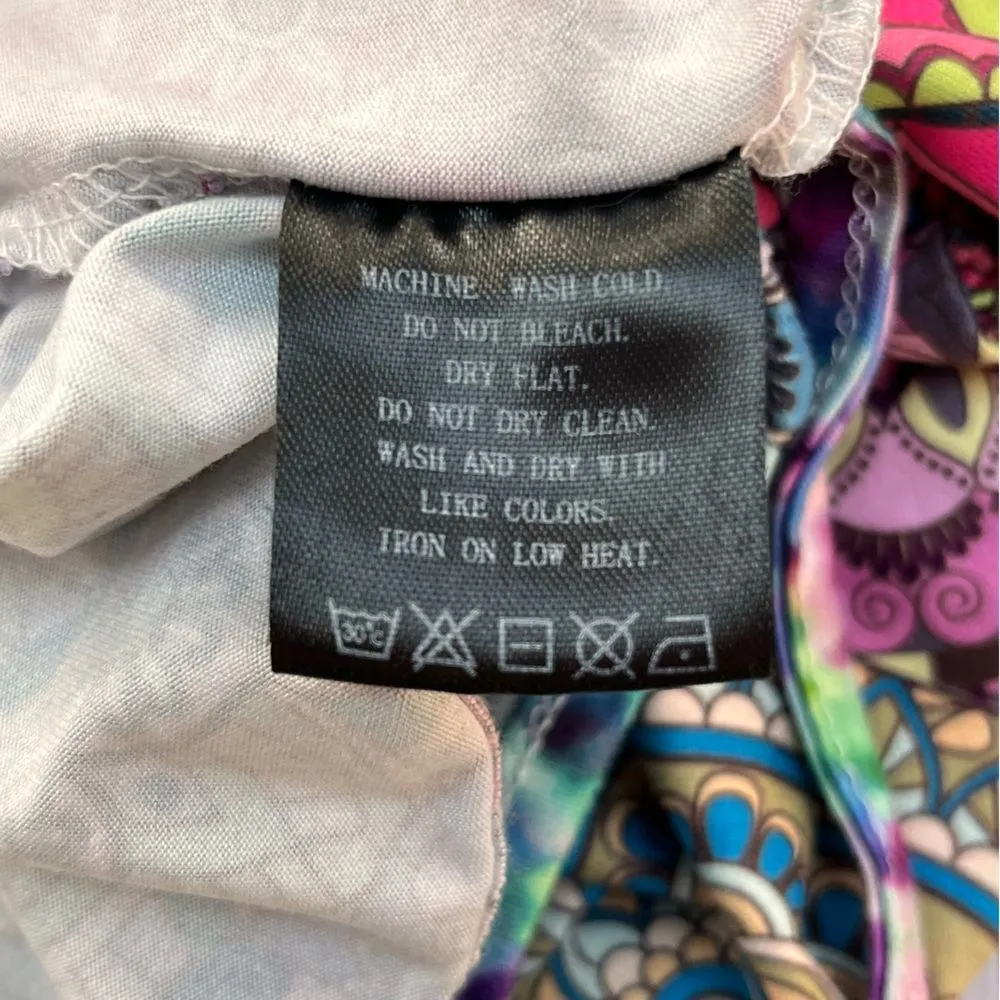 MACHINE WASH COLD.
DO NOT BLEACH.
DRY FLAT.
DO NOT DRY CLEAN.
WASH AND DRY WITH
LIKE COLORS.
IRON ON LOW HEAT.
30℃